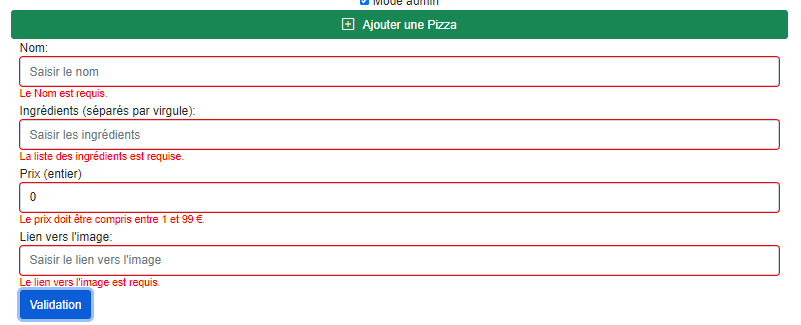 Mode admin
Ajouter une Pizza
Nom:
Saisir le nom
Le Nom est requis.
Ingrédients (séparés par virgule):
Saisir les ingrédients
La liste des ingrédients est requise.
Prix (entier)
0
Le prix doit être compris entre 1 et 99 €.
Lien vers l'image:
Saisir le lien vers l'image
Le lien vers l'image est requis.
Validation